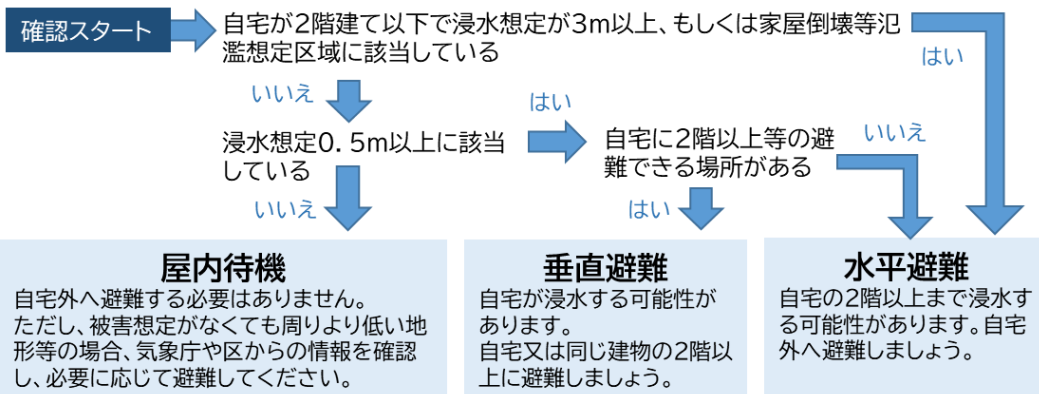 確認スタート
自宅が2階建て以下で浸水想定が3m以上、もしくは家屋倒壊等氾
濫想定区域に該当している
はい
いいえ
はい
浸水想定0.5m以上に該当
している
自宅に2階以上等の避
難できる場所がある
いいえ
いいえ
はい
屋内待機
自宅外へ避難する必要はありません。
ただし、被害想定がなくても周りより低い地
形等の場合、気象庁や区からの情報を確認
し、必要に応じて避難してください。
垂直避難
自宅が浸水する可能性が
あります。
自宅又は同じ建物の2階以
上に避難しましょう。
水平避難
自宅の2階以上まで浸水す
る可能性があります。自宅
外へ避難しましょう。